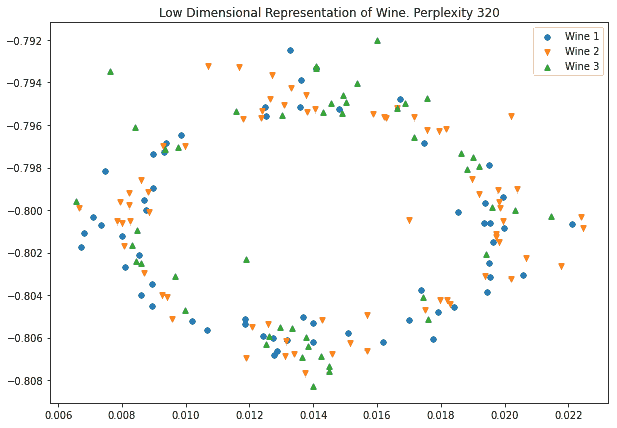 Low Dimensional Representation of Wine. Perplexity 320
Wine 1
Wine 2
Wine 3
−0.792
−0.794
−0.796
−0.798
−0.800
−0.802
−0.804
−0.806
−0.808
0.006 0.008 0.010 0.012 0.014 0.016 0.018 0.020 0.022